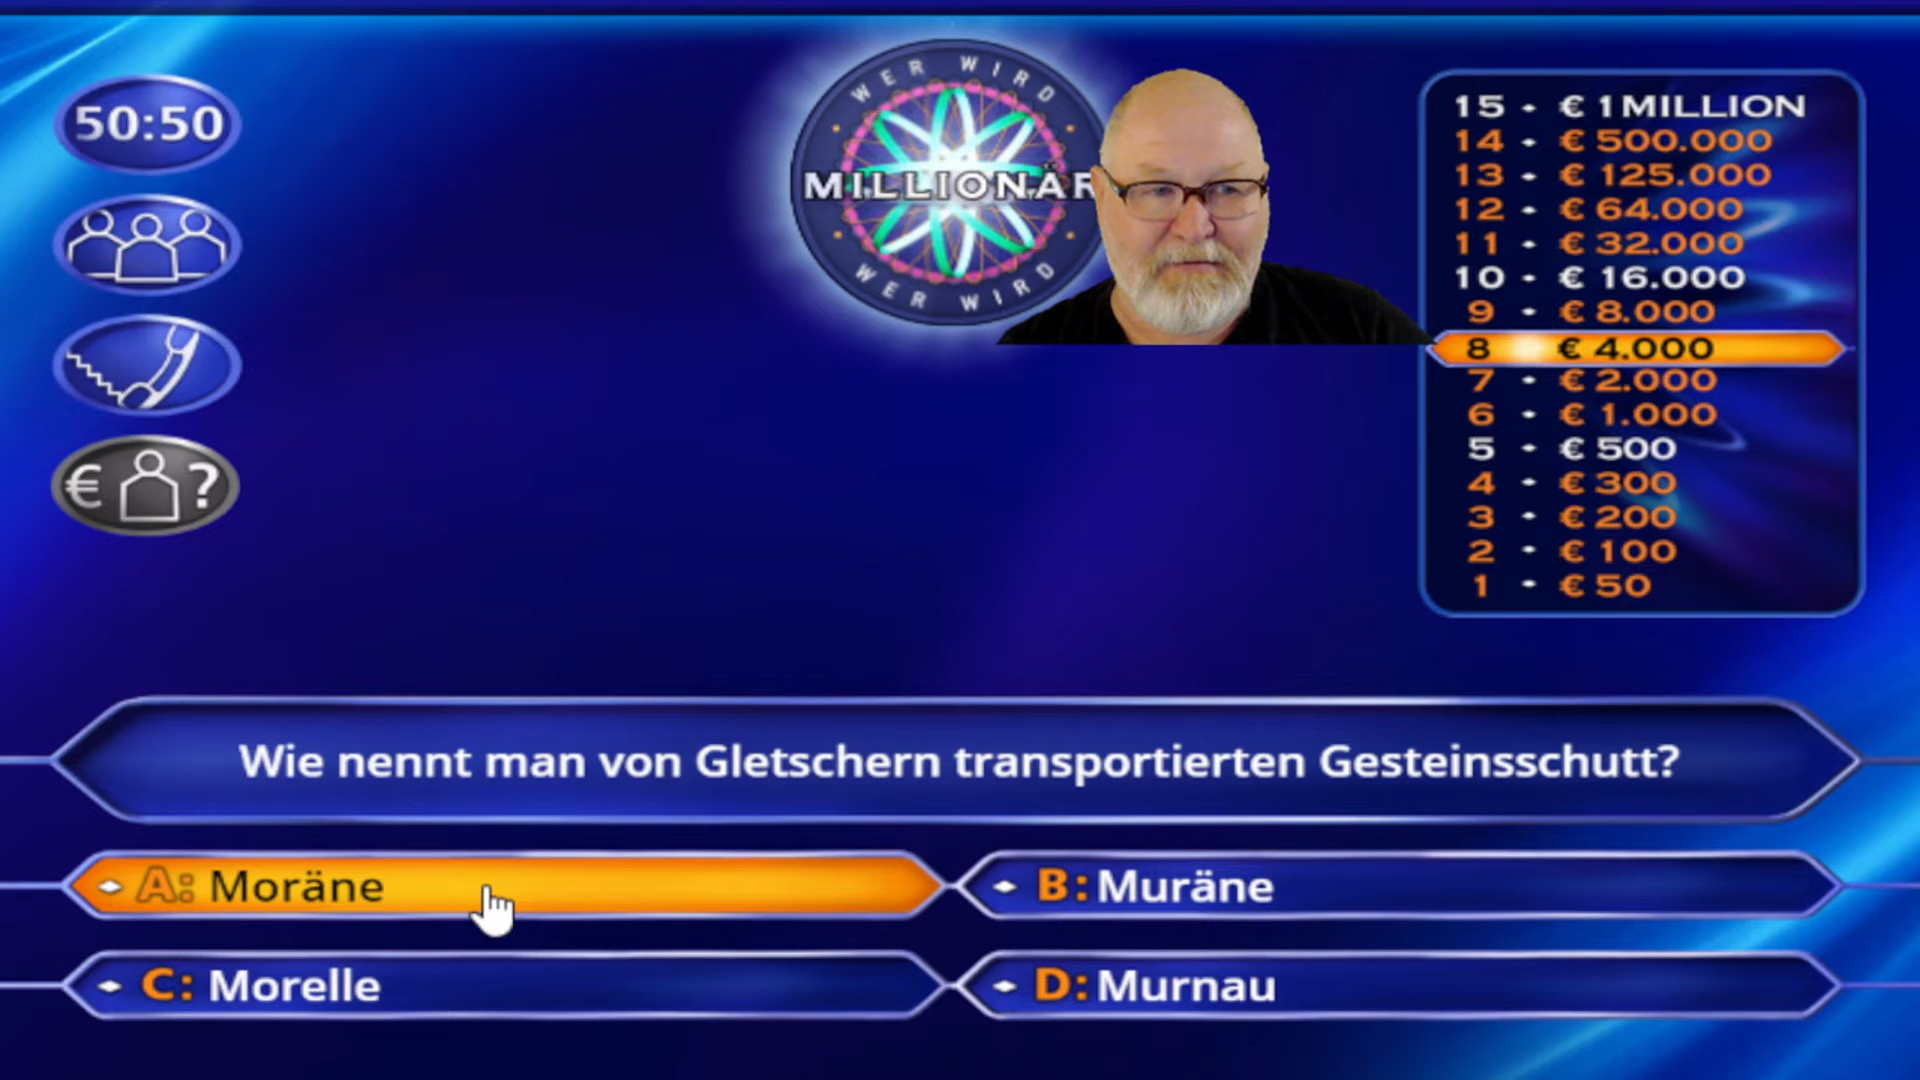 50:50
€ ?
WER WIRD
MILLIONÄR
WER WIRD
15 · € 1 MILLION
14 · € 500.000
13 · € 125.000
12 · € 64.000
11 · € 32.000
10 · € 16.000
9 · € 8.000
8 € 4.000
7 · € 2.000
6 · € 1.000
5 · € 500
4 · € 300
3 · € 200
2 · € 100
1 · € 50
Wie nennt man von Gletschern transportierten Gesteinsschutt?
A: Moräne
B: Muräne
C: Morelle
D: Murnau